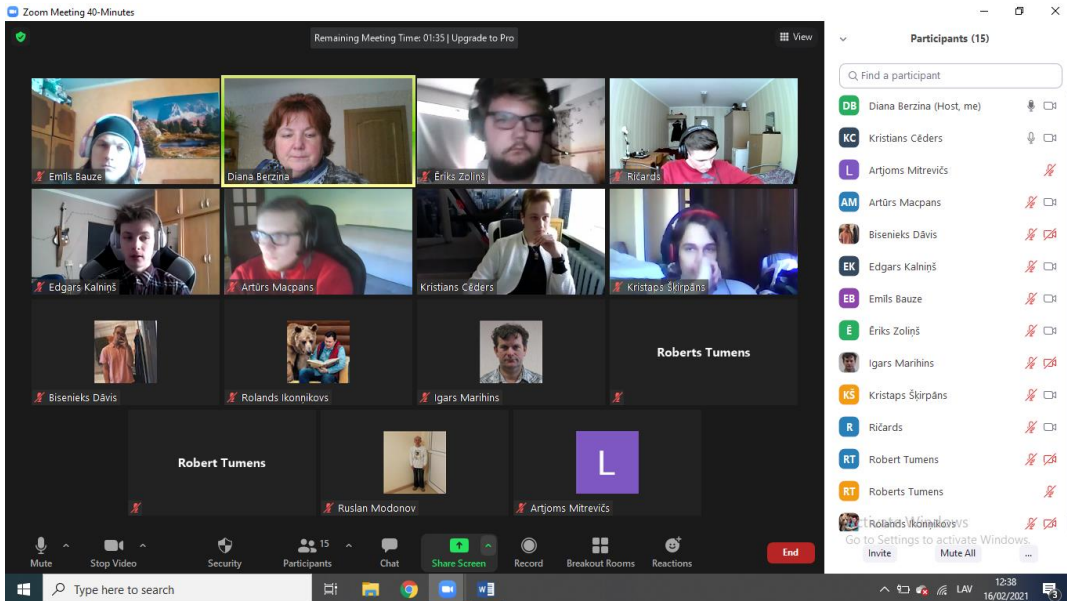 Zoom Meeting 40-Minutes
Remaining Meeting Time: 01:35 | Upgrade to Pro
View
Emīls Bauze
Diana Berzina
Ēriks Zoliņš
Ričards
Edgars Kalniņš
Artūrs Macpans
Kristians Cēders
Kristaps Šķirpāns
Bisenieks Dāvis
Rolands Ikonņikovs
Igars Marihins
Roberts Tumens
Robert Tumens
Ruslan Modonov
L
Artjoms Mitrevičs
Mute
Stop Video
Security
15
Participants
Chat
Share Screen
Record
Breakout Rooms
Reactions
End
Participants (15)
Find a participant
DB Diana Berzina (Host, me)
KC Kristians Cēders
L Artjoms Mitrevičs
AM Artūrs Macpans
Bisenieks Dāvis
EK Edgars Kalniņš
EB Emīls Bauze
Ē Ēriks Zoliņš
Igars Marihins
KŠ Kristaps Šķirpāns
R Ričards
RT Robert Tumens
RT Roberts Tumens
Rolands Ikonņikovs
Activate Windows
Go to Settings to activate Windows.
Invite Mute All ...
Type here to search
LAV
12:38
16/02/2021
3